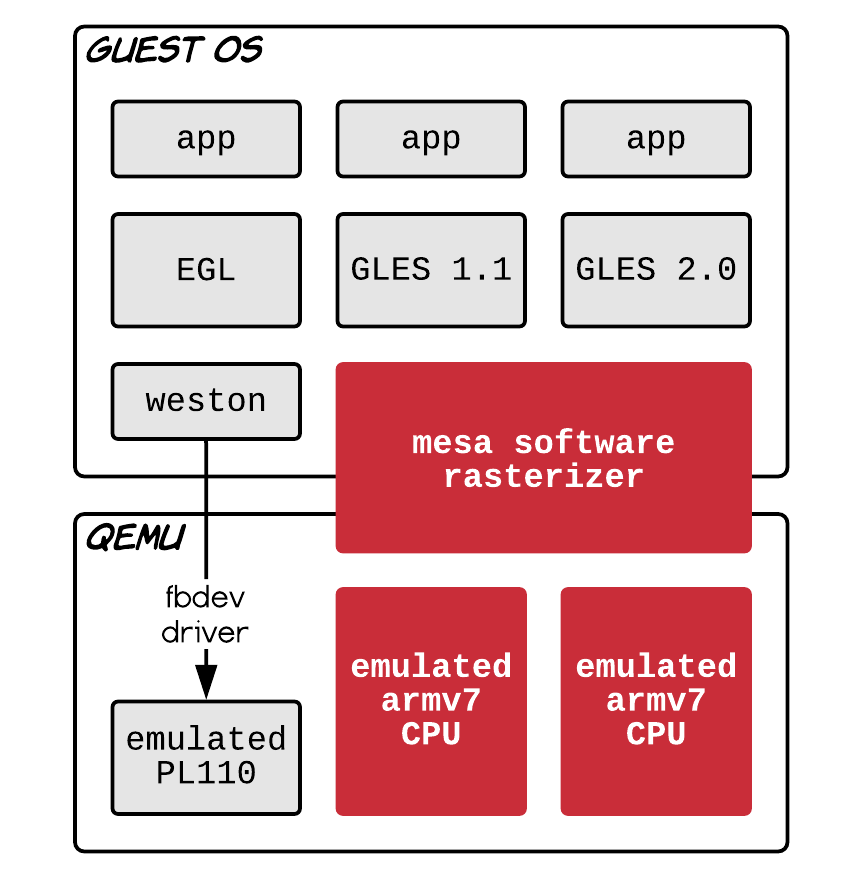 GUEST OS
app
app
app
EGL
GLES 1.1
GLES 2.0
weston
mesa software
rasterizer
QEMU
fbdev
driver
emulated
PL110
emulated
armv7
CPU
emulated
armv7
CPU